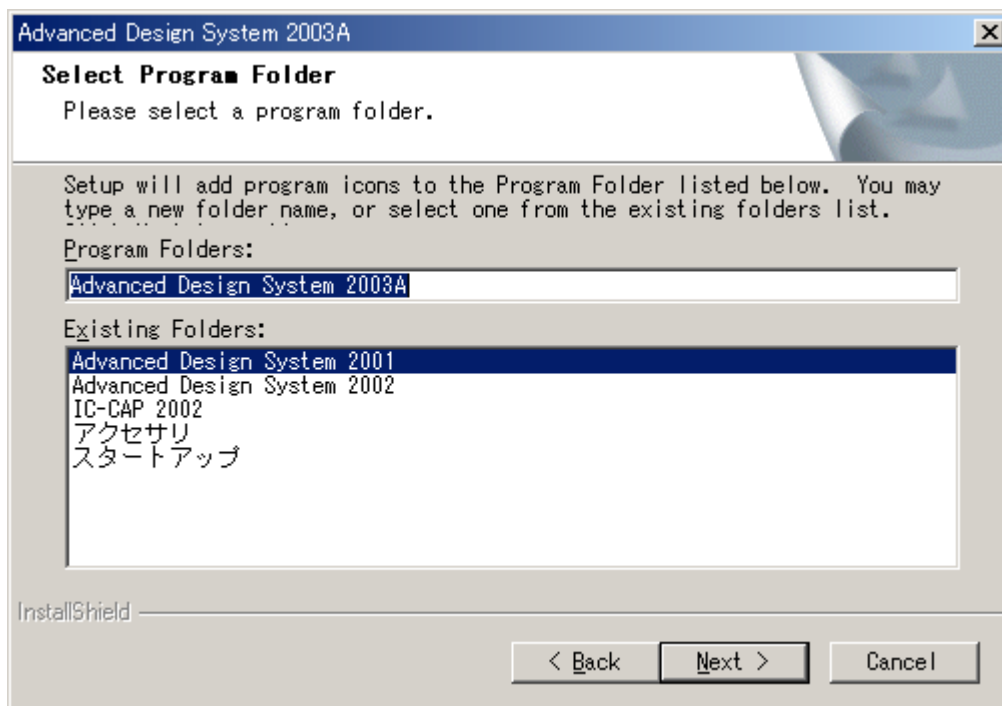 Advanced Design System 2003A
Select Program Folder
Please select a program folder.
Setup will add program icons to the Program Folder listed below.  You may
type a new folder name, or select one from the existing folders list.
Program Folders:
Advanced Design System 2003A
Existing Folders:
Advanced Design System 2001
Advanced Design System 2002
IC-CAP 2002
アクセサリ
スタートアップ
InstallShield
< Back
Next >
Cancel